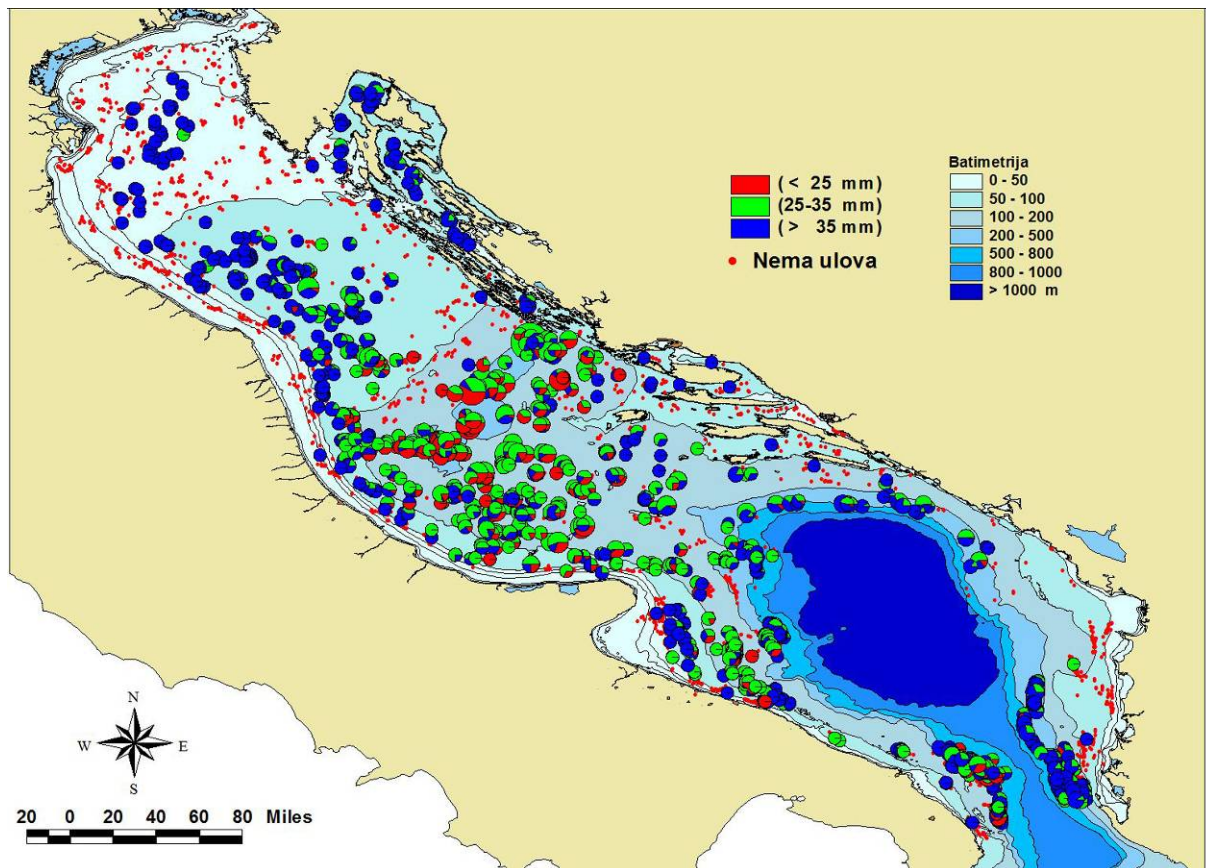 (< 25 mm)
(25-35 mm)
(> 35 mm)
Nema ulova
Batimetrija
0 - 50
50 - 100
100 - 200
200 - 500
500 - 800
800 - 1000
> 1000 m
N
W E
S
20 0 20 40 60 80 Miles